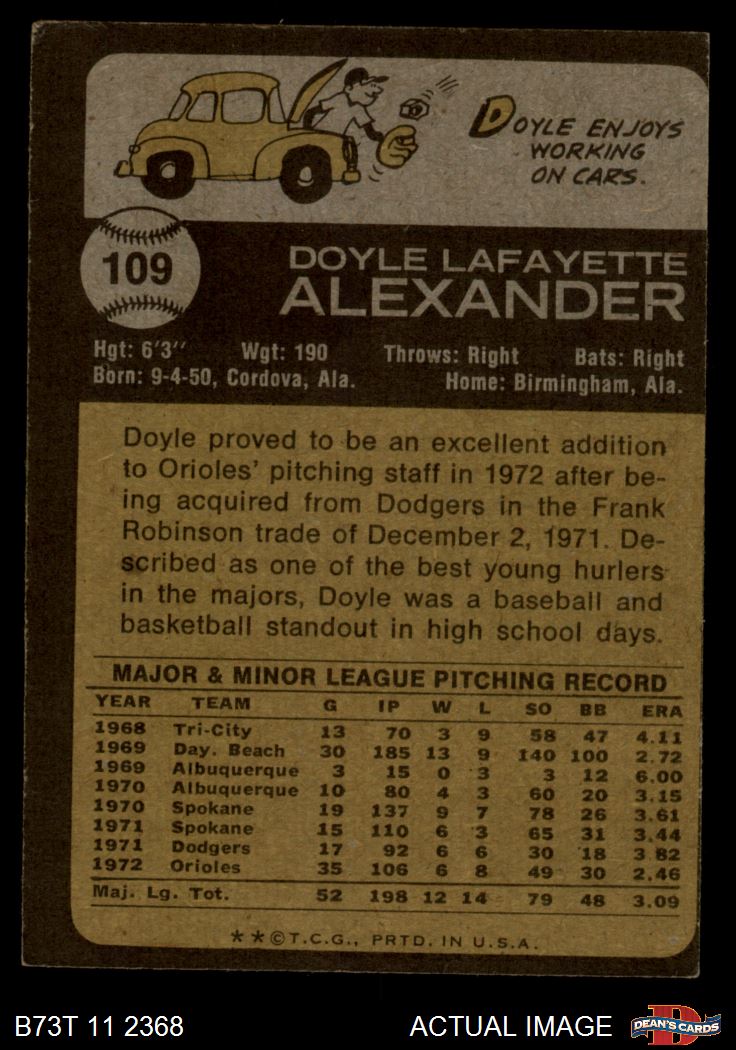 DOYLE ENJOYS
WORKING
ON CARS.
109
DOYLE LAFAYETTE
ALEXANDER
Hgt: 6'3" Wgt: 190 Throws: Right Bats: Right
Born: 9-4-50, Cordova, Ala. Home: Birmingham, Ala.
Doyle proved to be an excellent addition
to Orioles' pitching staff in 1972 after be-
ing acquired from Dodgers in the Frank
Robinson trade of December 2, 1971. De-
scribed as one of the best young hurlers
in the majors, Doyle was a baseball and
basketball standout in high school days.
MAJOR & MINOR LEAGUE PITCHING RECORD
YEAR TEAM G IP W L SO BB ERA
1968 Tri-City 13 70 3 9 58 47 4.11
1969 Day. Beach 30 185 13 9 140 100 2.72
1969 Albuquerque 3 15 0 3 3 12 6.00
1970 Albuquerque 10 80 4 3 60 20 3.15
1970 Spokane 19 137 9 7 78 26 3.61
1971 Spokane 15 110 6 3 65 31 3.44
1971 Dodgers 17 92 6 6 30 18 3.82
1972 Orioles 35 106 6 8 49 30 2.46
Maj. Lg. Tot. 52 198 12 14 79 48 3.09
**©T.C.G., PRTD. IN U.S.A.
B73T 11 2368 ACTUAL IMAGE DEAN'S CARDS